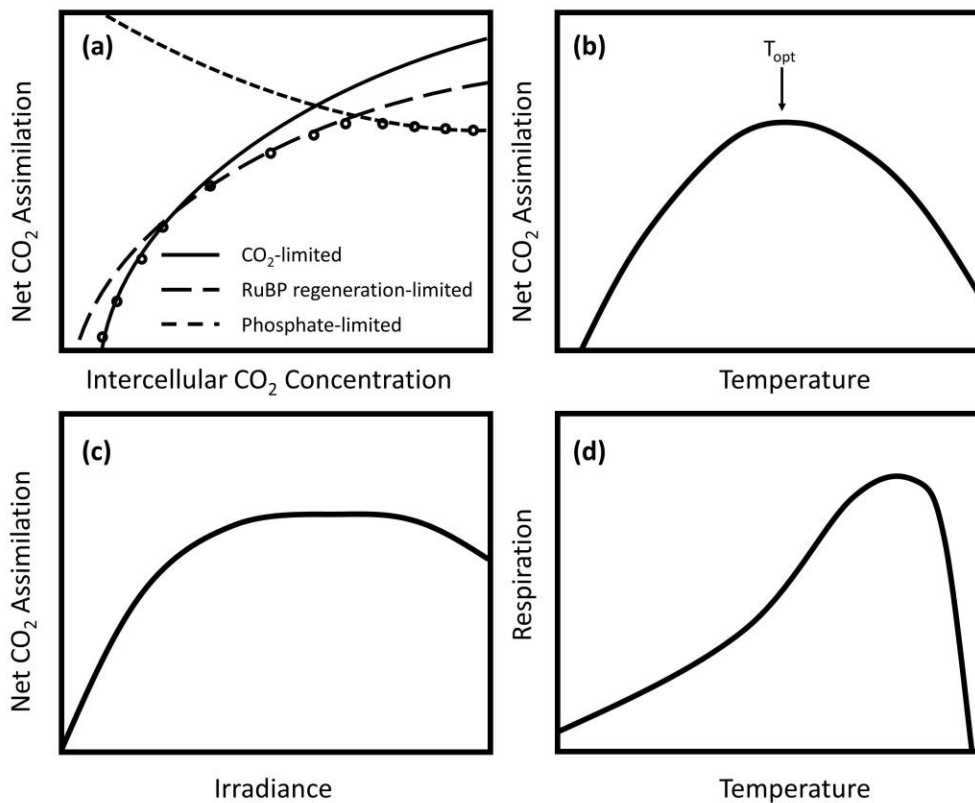 (a)
Net CO₂ Assimilation
CO₂-limited
RuBP regeneration-limited
Phosphate-limited
Intercellular CO₂ Concentration
(b)
T_opt
Net CO₂ Assimilation
Temperature
(c)
Net CO₂ Assimilation
Irradiance
(d)
Respiration
Temperature